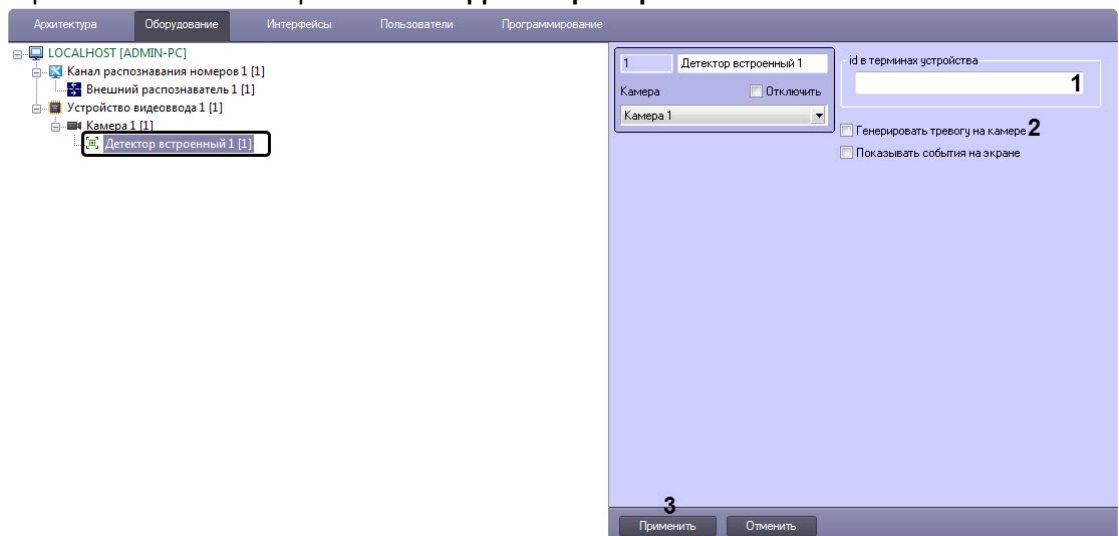 Архитектура Оборудование Интерфейсы Пользователи Программирование
LOCALHOST [ADMIN-PC]
Канал распознавания номеров 1 [1]
Внешний распознаватель 1 [1]
Устройство видеоввода 1 [1]
Камера 1 [1]
Детектор встроенный 1 [1]
1 Детектор встроенный 1
Камера Отключить
Камера 1
id в терминах устройства
1
Генерировать тревогу на камере 2
Показывать события на экране
3
Применить Отменить